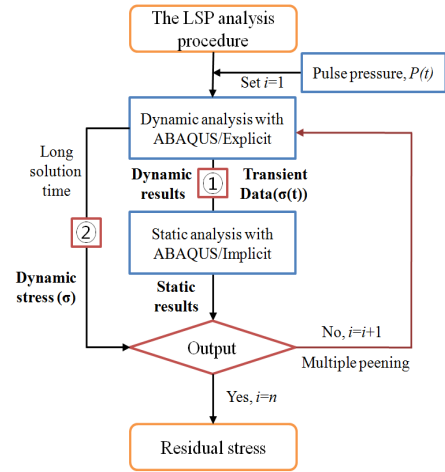 The LSP analysis
procedure
Pulse pressure, P(t)
Set i=1
Dynamic analysis with
ABAQUS/Explicit
Long
solution
time
Dynamic
results
①
Transient
Data(σ(t))
②
Static analysis with
ABAQUS/Implicit
Dynamic
stress (σ)
Static
results
Output
No, i=i+1
Multiple peening
Yes, i=n
Residual stress